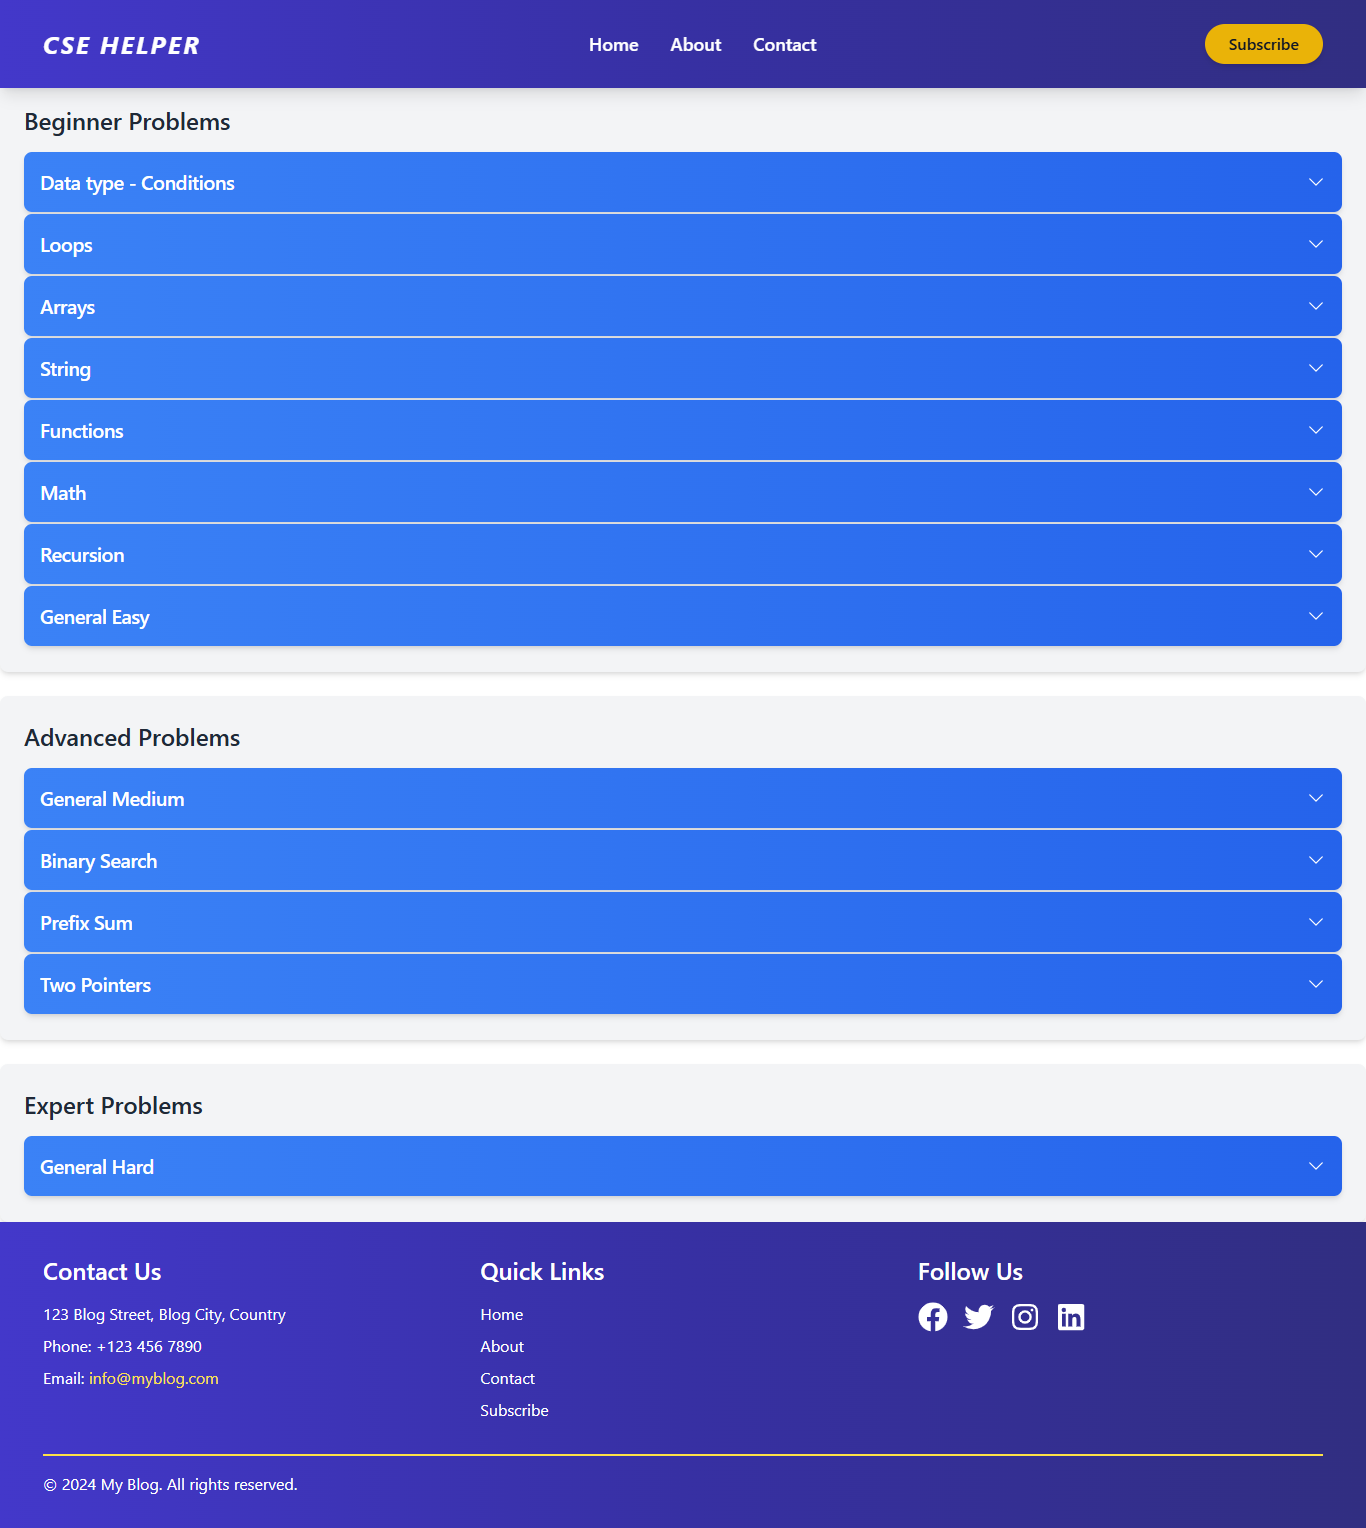 CSE HELPER
Home About Contact
Subscribe
Beginner Problems
Data type - Conditions
Loops
Arrays
String
Functions
Math
Recursion
General Easy
Advanced Problems
General Medium
Binary Search
Prefix Sum
Two Pointers
Expert Problems
General Hard
Contact Us
123 Blog Street, Blog City, Country
Phone: +123 456 7890
Email: info@myblog.com
Quick Links
Home
About
Contact
Subscribe
Follow Us
© 2024 My Blog. All rights reserved.